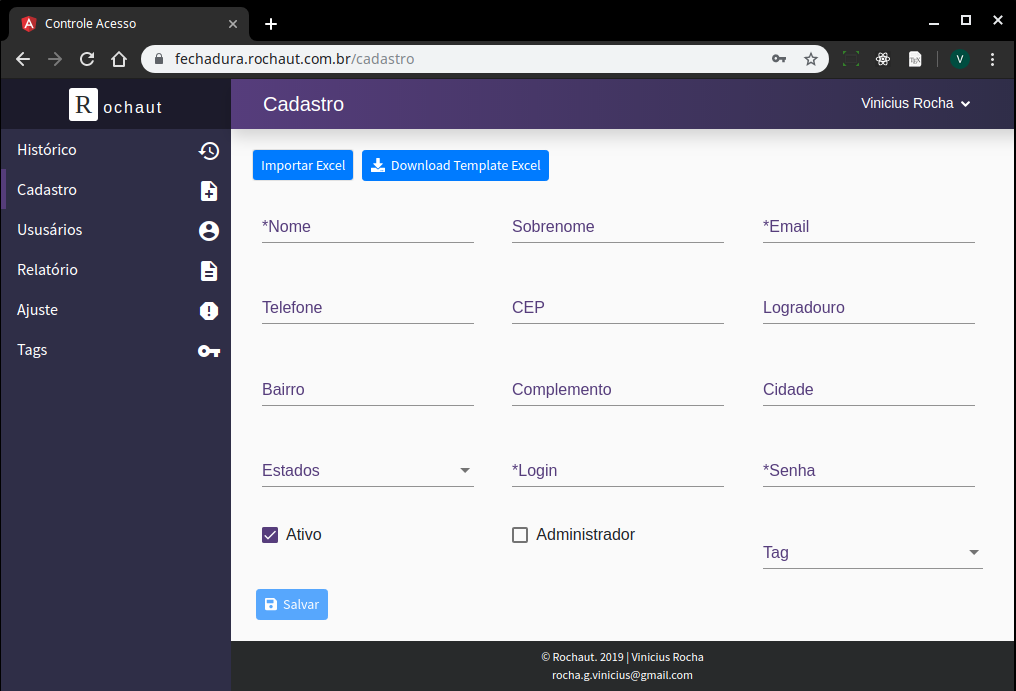 Controle Acesso
fechadura.rochaut.com.br/cadastro
V
Rochaut
Cadastro
Vinicius Rocha
Histórico
Cadastro
Ususários
Relatório
Ajuste
Tags
Importar Excel
Download Template Excel
*Nome
Sobrenome
*Email
Telefone
CEP
Logradouro
Bairro
Complemento
Cidade
Estados
*Login
*Senha
Ativo
Administrador
Tag
Salvar
© Rochaut. 2019 | Vinicius Rocha
rocha.g.vinicius@gmail.com